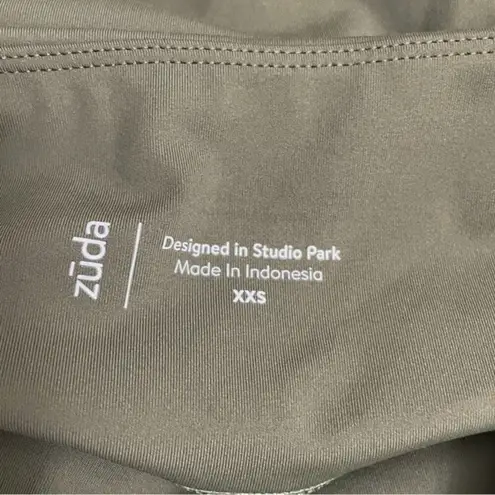 zūda
Designed in Studio Park
Made In Indonesia
XXS